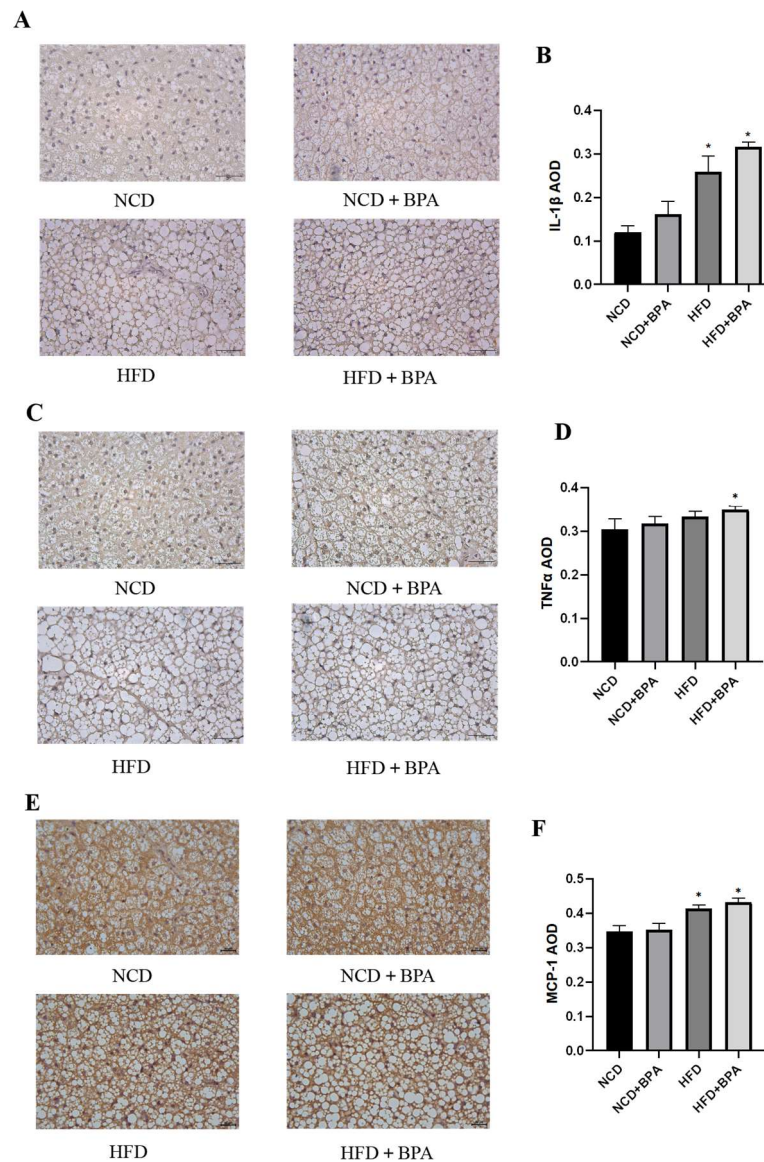 A
NCD
NCD + BPA
HFD
HFD + BPA
B
IL-1β AOD
0.4
0.3
0.2
0.1
0.0
*
*
NCD
NCD+BPA
HFD
HFD+BPA
C
NCD
NCD + BPA
HFD
HFD + BPA
D
TNFα AOD
0.4
0.3
0.2
0.1
0.0
*
NCD
NCD+BPA
HFD
HFD+BPA
E
NCD
NCD + BPA
HFD
HFD + BPA
F
MCP-1 AOD
0.5
0.4
0.3
0.2
0.1
0.0
*
*
NCD
NCD+BPA
HFD
HFD+BPA